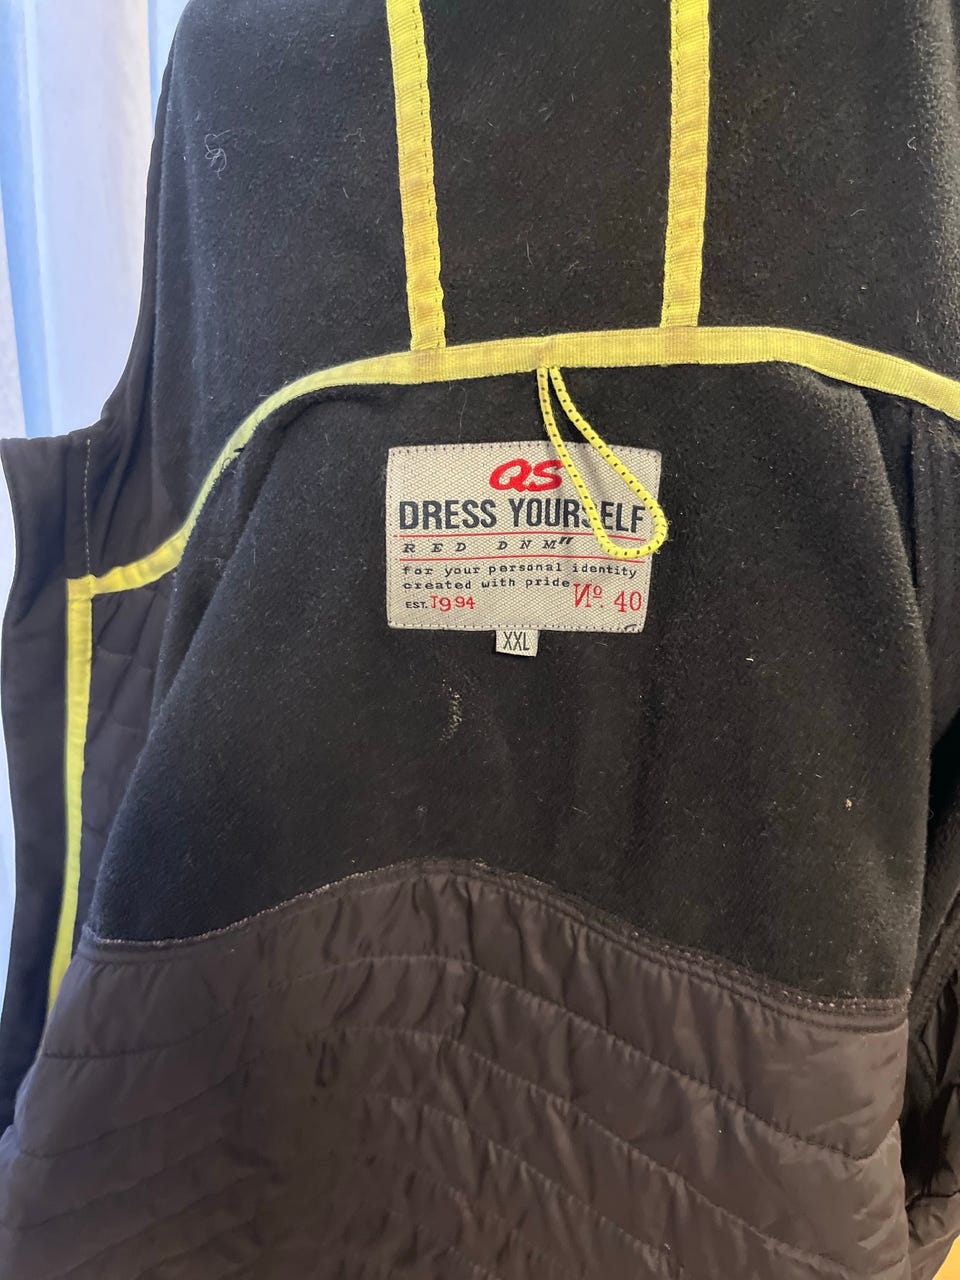 QS
DRESS YOURSELF
RED DNM"
for your personal identity
created with pride
EST. 1994
Nº. 40
XXL